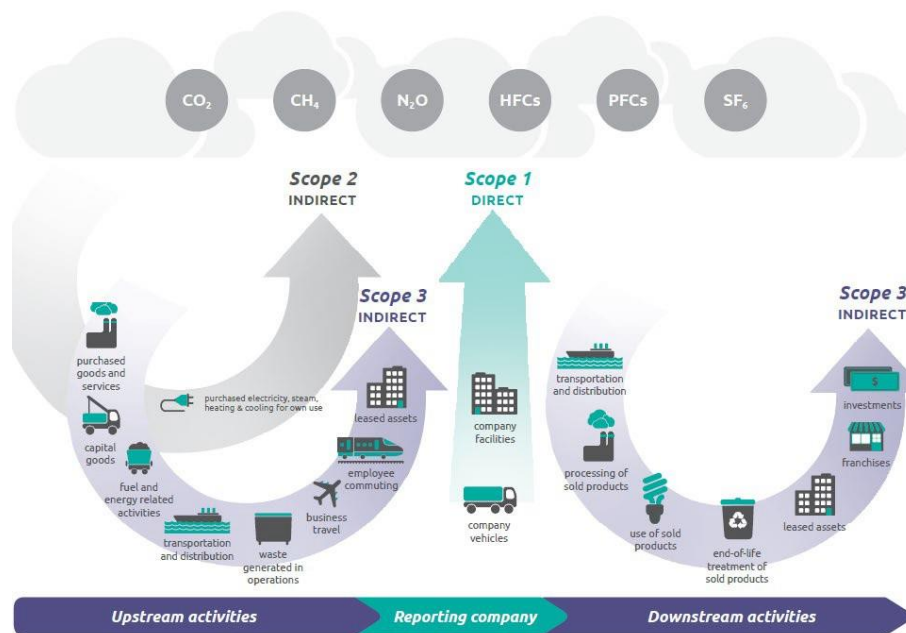 CO₂
CH₄
N₂O
HFCs
PFCs
SF₆
Scope 2
INDIRECT
Scope 1
DIRECT
Scope 3
INDIRECT
Scope 3
INDIRECT
purchased
goods and
services
capital
goods
fuel and
energy related
activities
transportation
and distribution
waste
generated in
operations
business
travel
employee
commuting
leased assets
purchased electricity, steam,
heating & cooling for own use
company
facilities
company
vehicles
transportation
and distribution
processing of
sold products
use of sold
products
end-of-life
treatment of
sold products
leased assets
franchises
investments
$
Upstream activities
Reporting company
Downstream activities